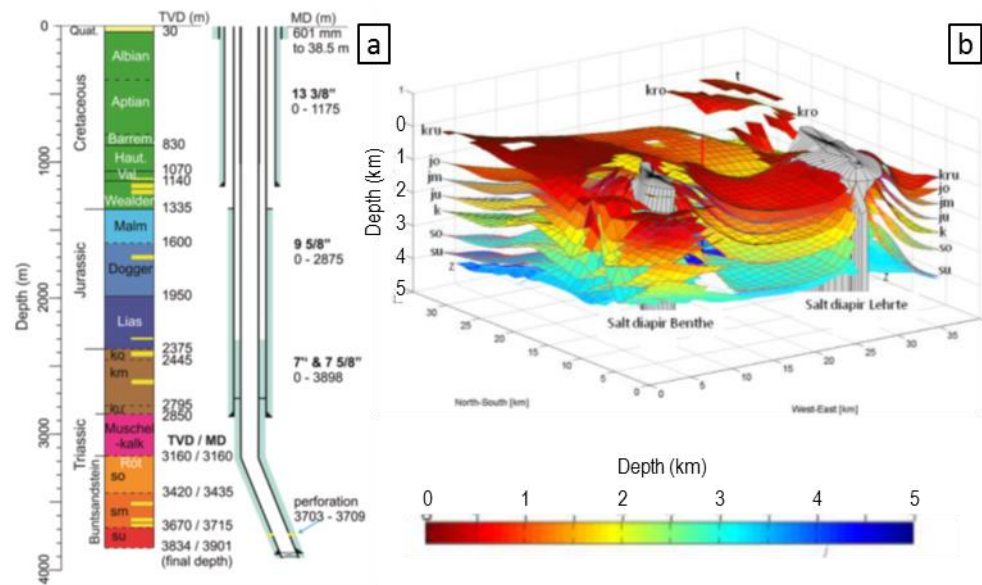 TVD (m)
MD (m)
0
Quat.
30
601 mm
to 38.5 m
a
Albian
Aptian
13 3/8"
0 - 1175
Cretaceous
Barrem.
830
Haut.
1000
1070
Val.
1140
Wealden
1335
Malm
1600
9 5/8"
0 - 2875
Dogger
Jurassic
1950
2000
Lias
2375
ko
2445
7" & 7 5/8"
0 - 3898
km
2795
ku
2850
Depth (m)
Muschel
-kalk
3000
TVD / MD
3160 / 3160
Triassic
Röt
so
3420 / 3435
perforation
3703 - 3709
sm
Buntsandstein
3670 / 3715
su
3834 / 3901
(final depth)
4000
b
t
kro
kro
1
0
1
2
3
4
5
Depth (km)
kru
jo
jm
ju
k
so
su
z
kru
jo
jm
ju
k
so
su
z
Salt diapir Benthe
Salt diapir Lehrte
30
25
20
15
10
5
0
0
5
10
15
20
25
30
35
North-South [km]
West-East [km]
Depth (km)
0 1 2 3 4 5